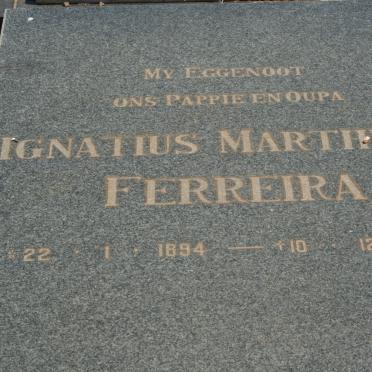 My Eggenoot
ons Pappie en Oupa
Ignatius
Ferreira
* 22 · 1 · 1894 — † 10 ·